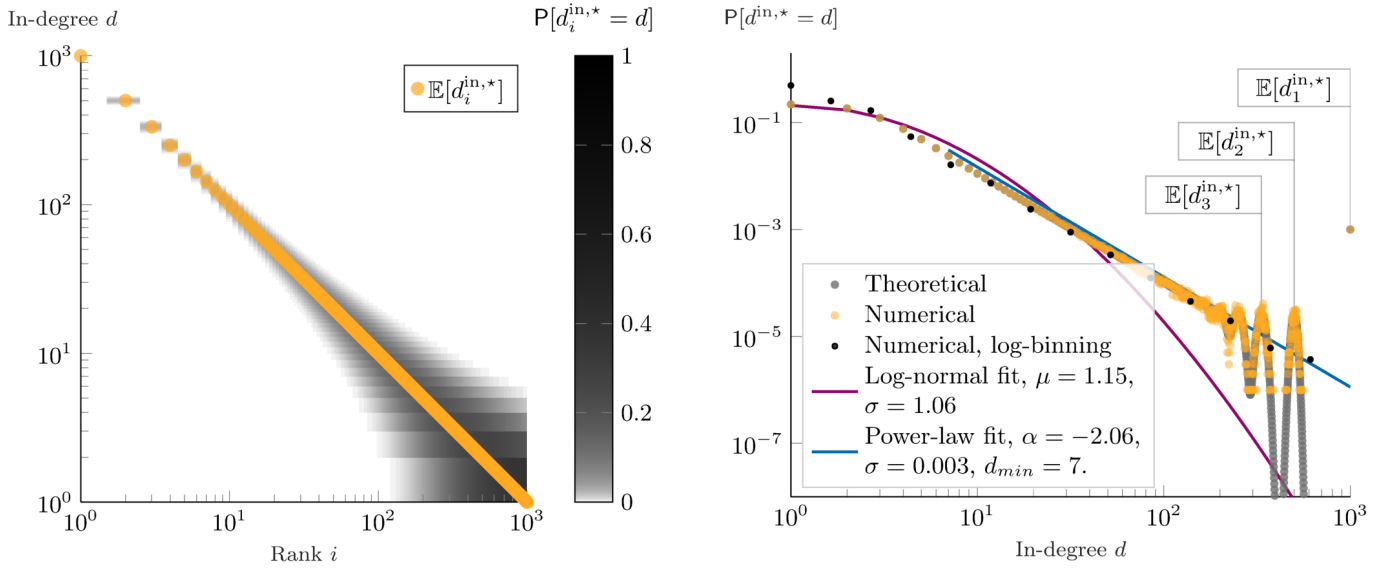 In-degree d
P[d_i^{in,⋆} = d]
10^3
10^2
10^1
10^0
10^0
10^1
10^2
10^3
Rank i
E[d_i^{in,⋆}]
1
0.8
0.6
0.4
0.2
0
P[d^{in,⋆} = d]
10^{−1}
10^{−3}
10^{−5}
10^{−7}
10^0
10^1
10^2
10^3
In-degree d
E[d_1^{in,⋆}]
E[d_2^{in,⋆}]
E[d_3^{in,⋆}]
Theoretical
Numerical
Numerical, log-binning
Log-normal fit, μ = 1.15,
σ = 1.06
Power-law fit, α = −2.06,
σ = 0.003, d_{min} = 7.